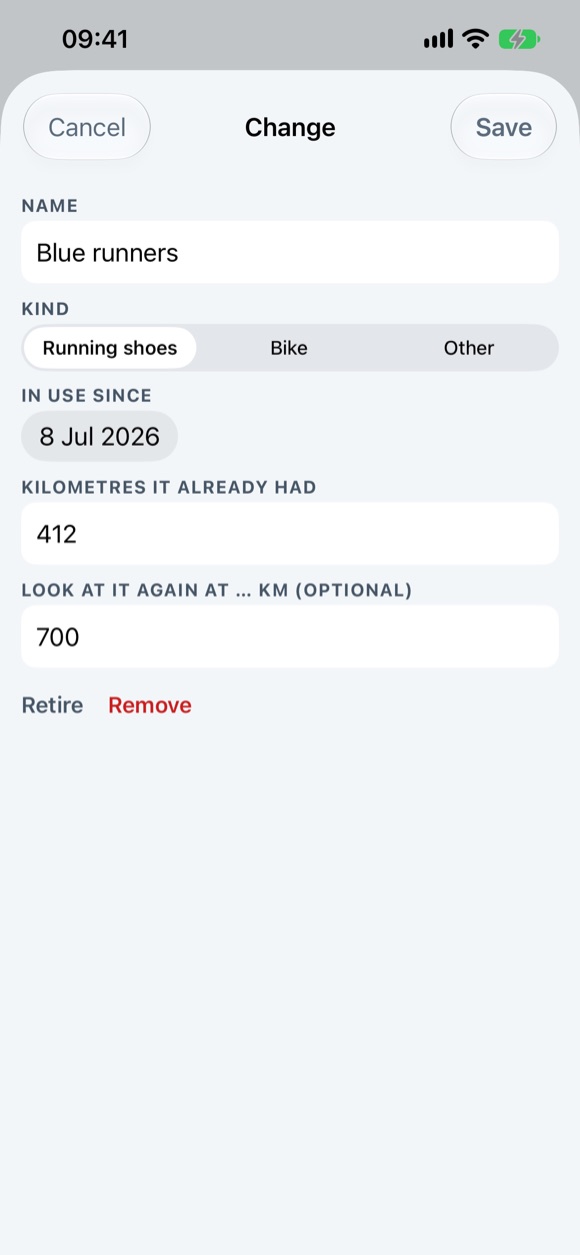 09:41
Cancel Change Save
NAME
Blue runners
KIND
Running shoes Bike Other
IN USE SINCE
8 Jul 2026
KILOMETRES IT ALREADY HAD
412
LOOK AT IT AGAIN AT … KM (OPTIONAL)
700
Retire Remove